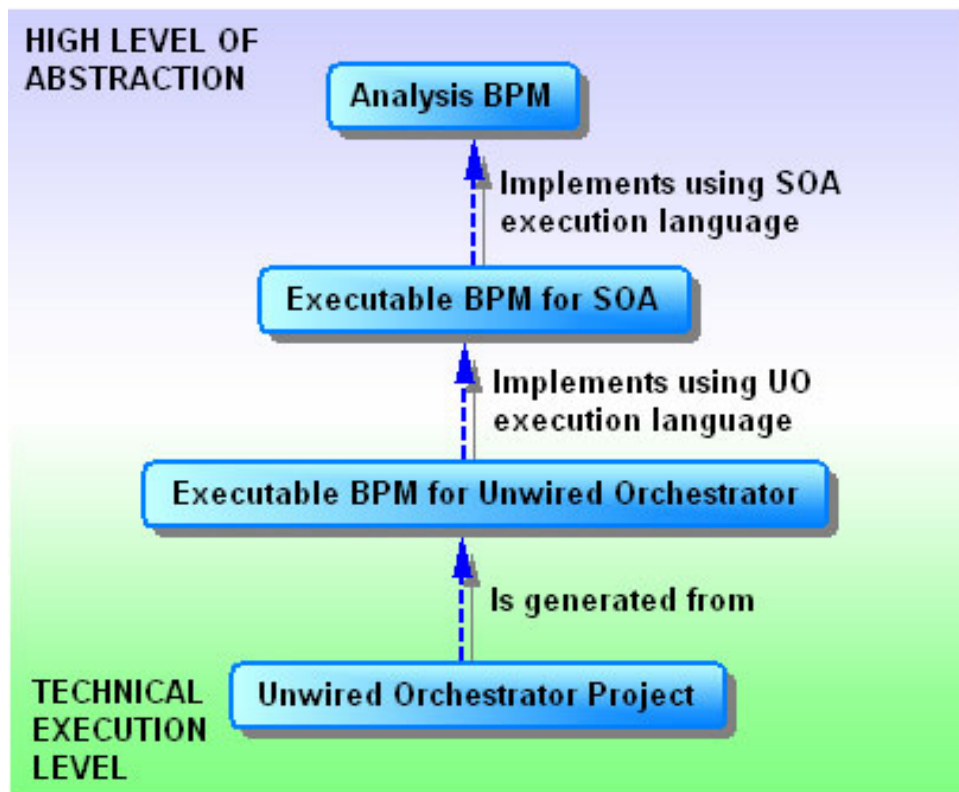 HIGH LEVEL OF
ABSTRACTION
Analysis BPM
Implements using SOA
execution language
Executable BPM for SOA
Implements using UO
execution language
Executable BPM for Unwired Orchestrator
Is generated from
Unwired Orchestrator Project
TECHNICAL
EXECUTION
LEVEL